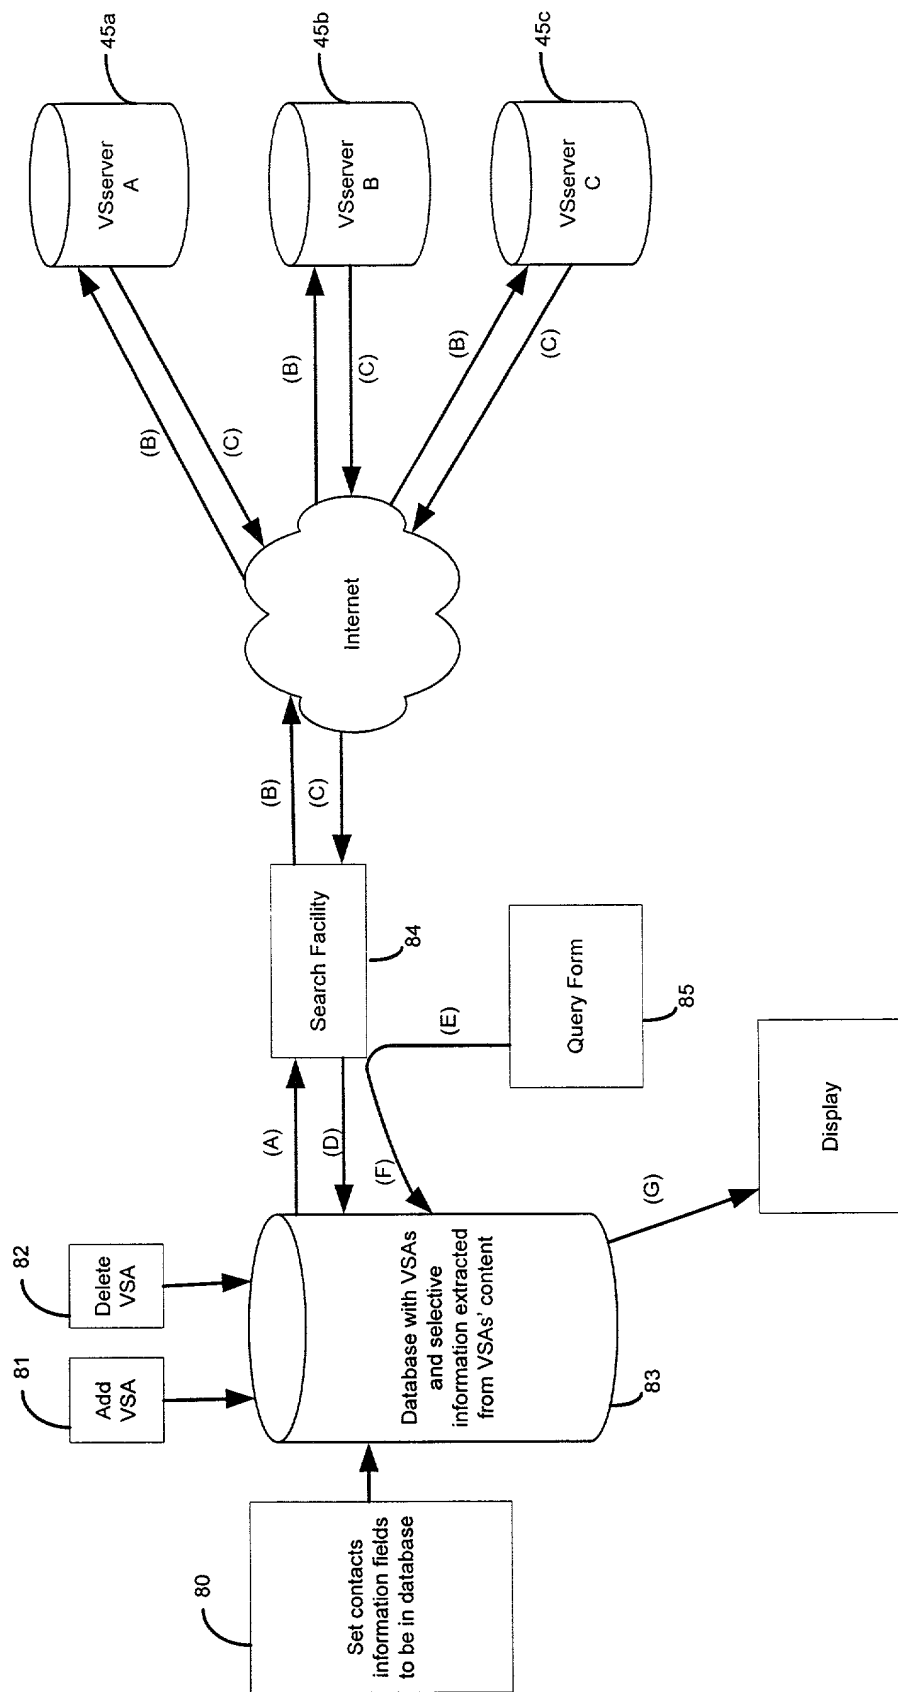 80
Set contacts
information fields
to be in database
81
Add
VSA
82
Delete
VSA
Database with VSAs
and selective
information extracted
from VSAs' content
83
(A)
(D)
(F)
(E)
(G)
Search Facility
84
Query Form
85
Display
(B)
(C)
Internet
(B)
(C)
(B)
(C)
(B)
(C)
VSserver
A
45a
VSserver
B
45b
VSserver
C
45c